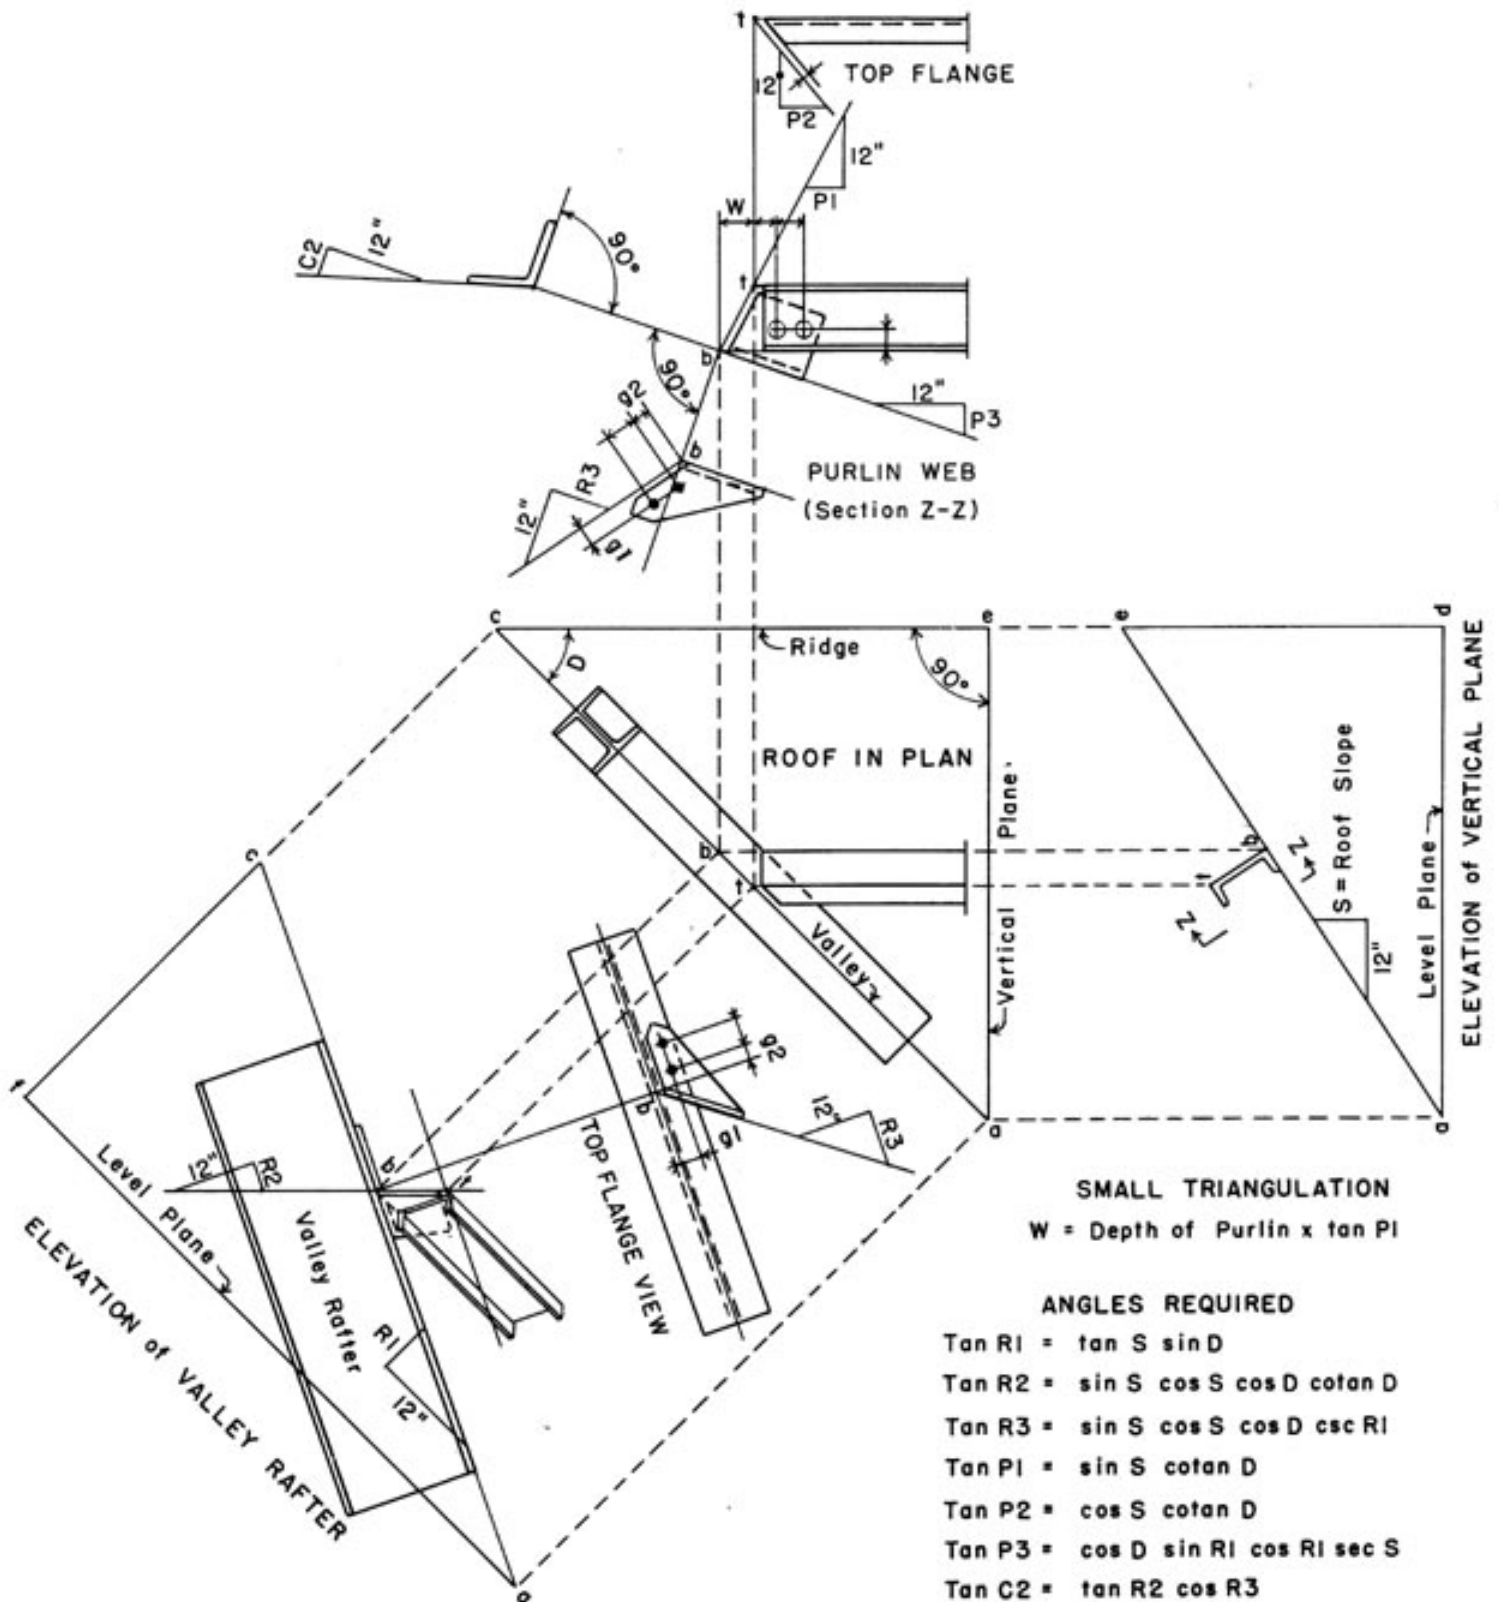 t
TOP FLANGE
12"
P2
12"
P1
W
C2
12"
90°
t
b
90°
g2
12"
P3
b
R3
12"
g1
PURLIN WEB
(Section Z-Z)
c
e
e
d
D
Ridge
90°
ROOF IN PLAN
Vertical Plane
S = Roof Slope
12"
Level Plane
ELEVATION of VERTICAL PLANE
b
t
b
t
Z
Z
Valley
c
f
a
a
g2
b
12"
R3
g1
TOP FLANGE VIEW
12"
R2
b
t
Level Plane
Valley Rafter
R1
12"
ELEVATION of VALLEY RAFTER
a
SMALL TRIANGULATION
W = Depth of Purlin x tan P1
ANGLES REQUIRED
Tan R1 = tan S sin D
Tan R2 = sin S cos S cos D cotan D
Tan R3 = sin S cos S cos D csc R1
Tan P1 = sin S cotan D
Tan P2 = cos S cotan D
Tan P3 = cos D sin R1 cos R1 sec S
Tan C2 = tan R2 cos R3